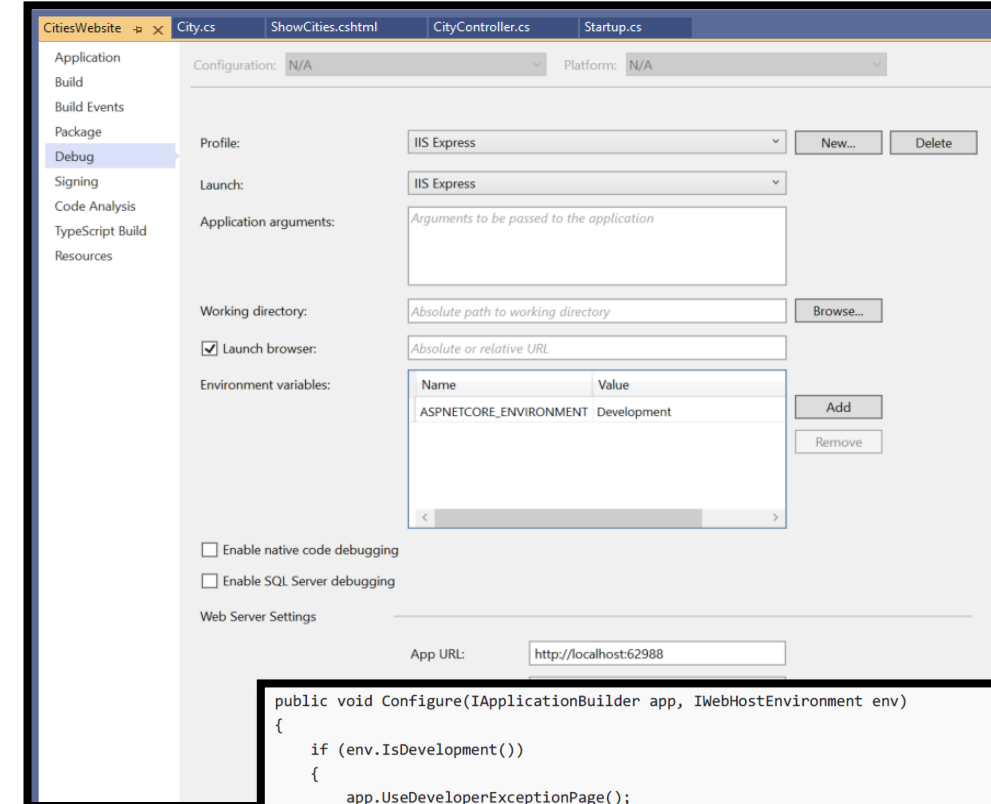 CitiesWebsite City.cs ShowCities.cshtml CityController.cs Startup.cs
Application
Build
Build Events
Package
Debug
Signing
Code Analysis
TypeScript Build
Resources
Configuration: N/A Platform: N/A
Profile: IIS Express New... Delete
Launch: IIS Express
Application arguments: Arguments to be passed to the application
Working directory: Absolute path to working directory Browse...
Launch browser: Absolute or relative URL
Environment variables: Name Value
ASPNETCORE_ENVIRONMENT Development
Add
Remove
Enable native code debugging
Enable SQL Server debugging
Web Server Settings
App URL: http://localhost:62988
public void Configure(IApplicationBuilder app, IWebHostEnvironment env)
{
if (env.IsDevelopment())
{
app.UseDeveloperExceptionPage();